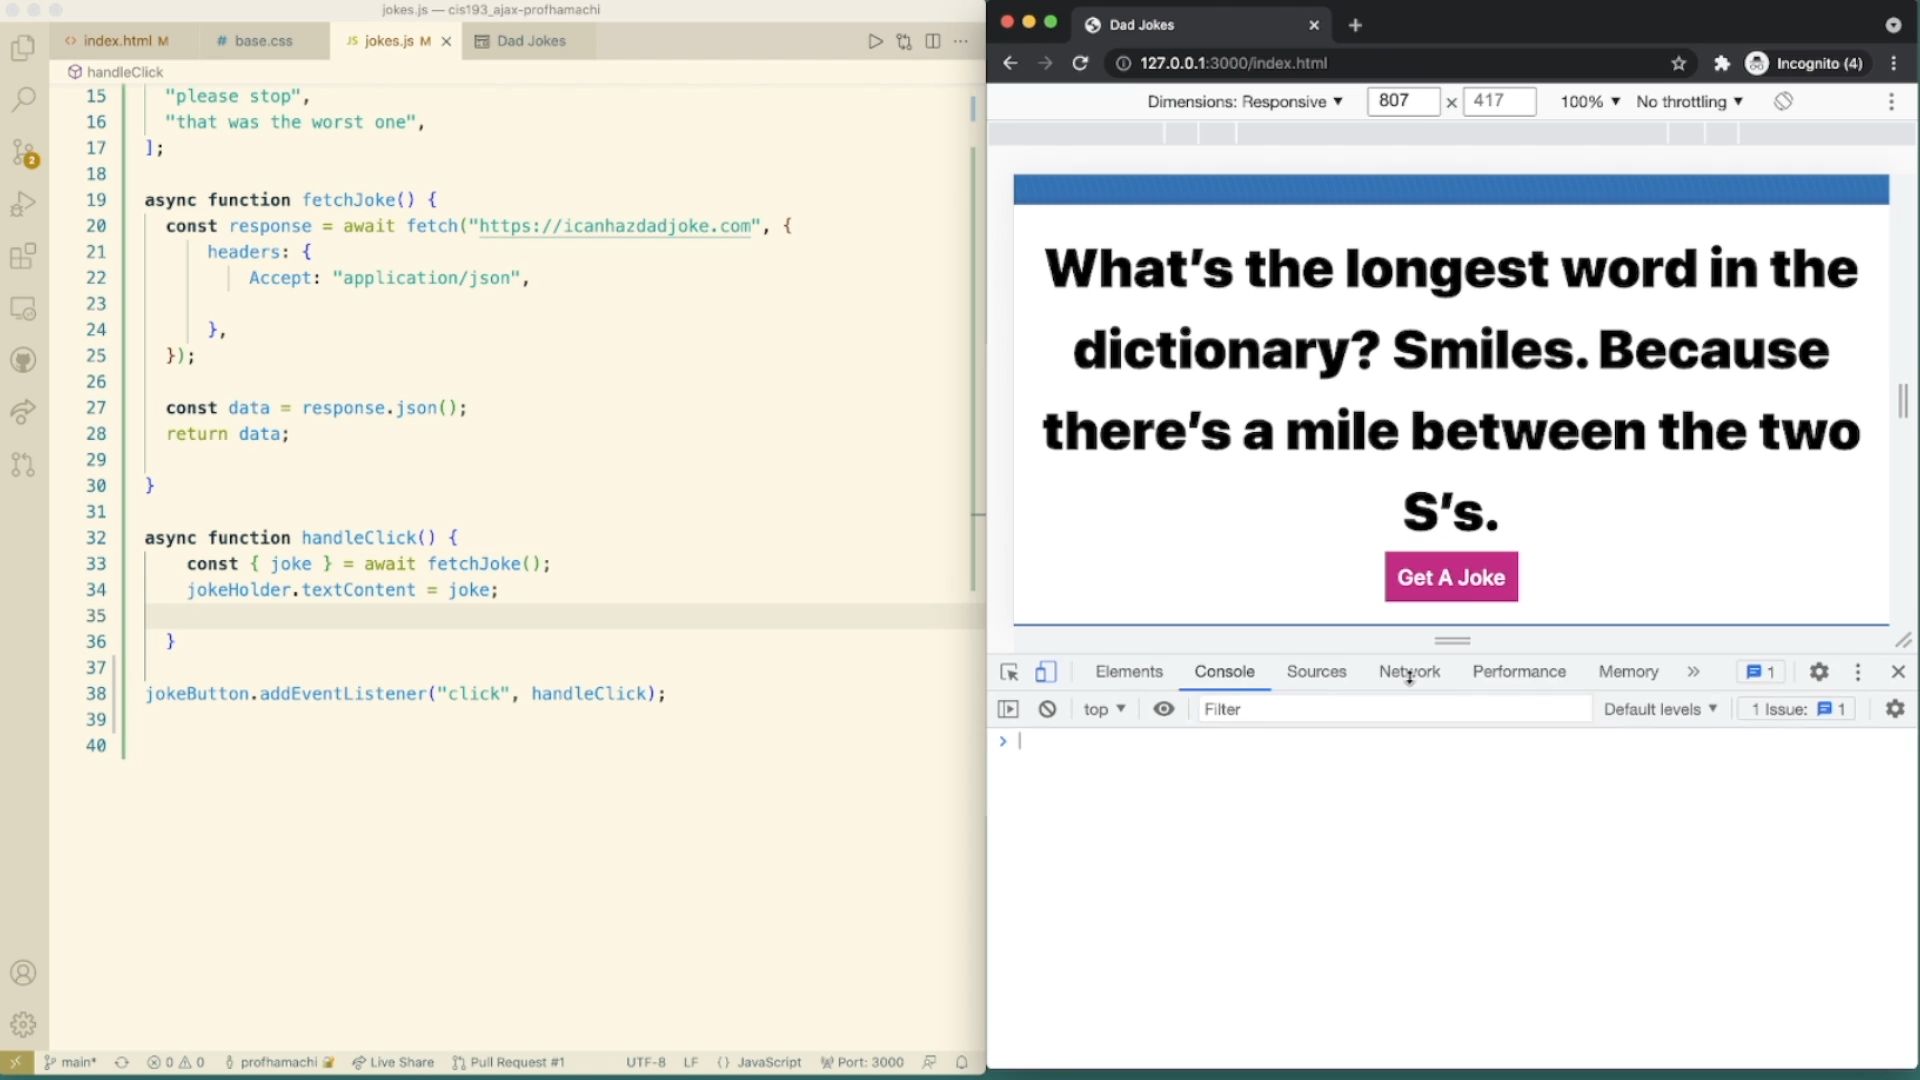 jokes.js — cis193_ajax-profhamachi
<> index.html M
# base.css
JS jokes.js M
Dad Jokes
handleClick
15 "please stop",
16 "that was the worst one",
17 ];
18
19 async function fetchJoke() {
20 const response = await fetch("https://icanhazdadjoke.com", {
21 headers: {
22 Accept: "application/json",
23
24 },
25 });
26
27 const data = response.json();
28 return data;
29
30 }
31
32 async function handleClick() {
33 const { joke } = await fetchJoke();
34 jokeHolder.textContent = joke;
35
36 }
37
38 jokeButton.addEventListener("click", handleClick);
39
40
2
main* 0 0 profhamachi Live Share Pull Request #1 UTF-8 LF {} JavaScript Port: 3000
Dad Jokes
127.0.0.1:3000/index.html
Incognito (4)
Dimensions: Responsive 807 × 417 100% No throttling
What's the longest word in the
dictionary? Smiles. Because
there's a mile between the two
S's.
Get A Joke
Elements Console Sources Network Performance Memory » 1
top Filter Default levels 1 Issue: 1